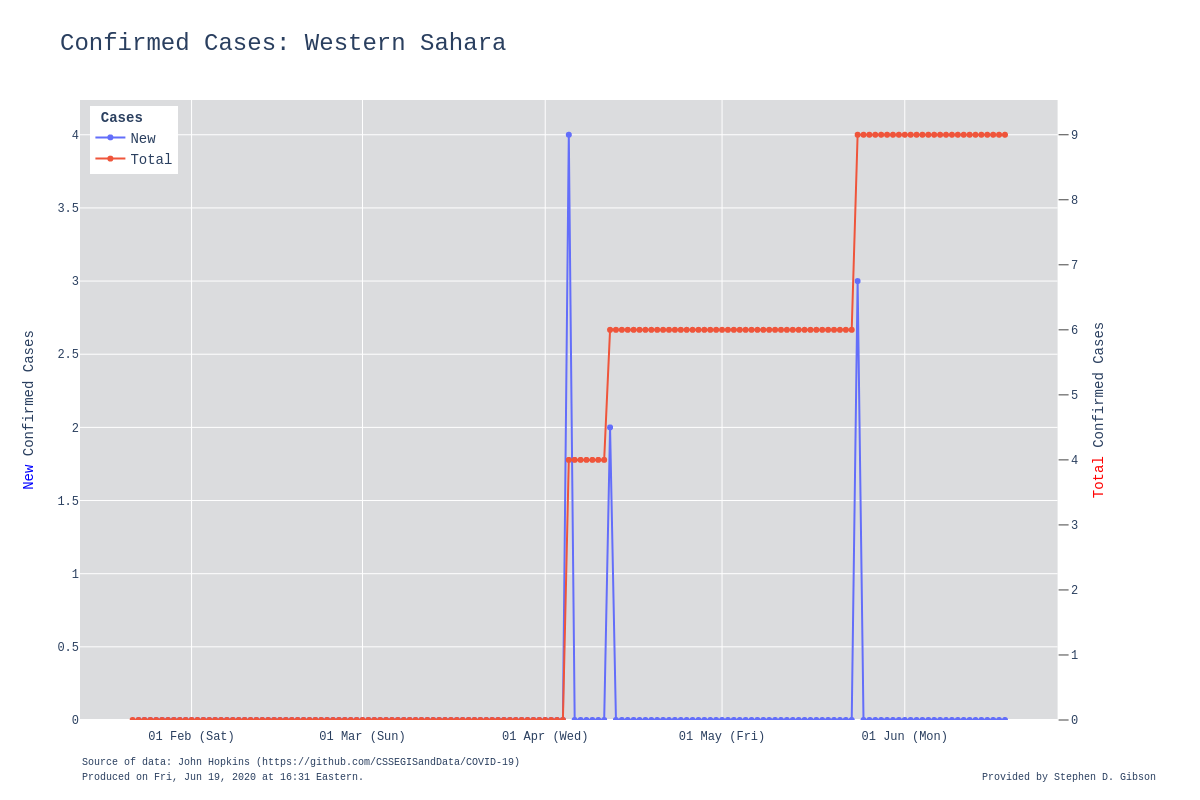 Confirmed Cases: Western Sahara
Cases
New
Total
4
3.5
3
2.5
2
1.5
1
0.5
0
New Confirmed Cases
9
8
7
6
5
4
3
2
1
0
Total Confirmed Cases
01 Feb (Sat)
01 Mar (Sun)
01 Apr (Wed)
01 May (Fri)
01 Jun (Mon)
Source of data: John Hopkins (https://github.com/CSSEGISandData/COVID-19)
Produced on Fri, Jun 19, 2020 at 16:31 Eastern.
Provided by Stephen D. Gibson